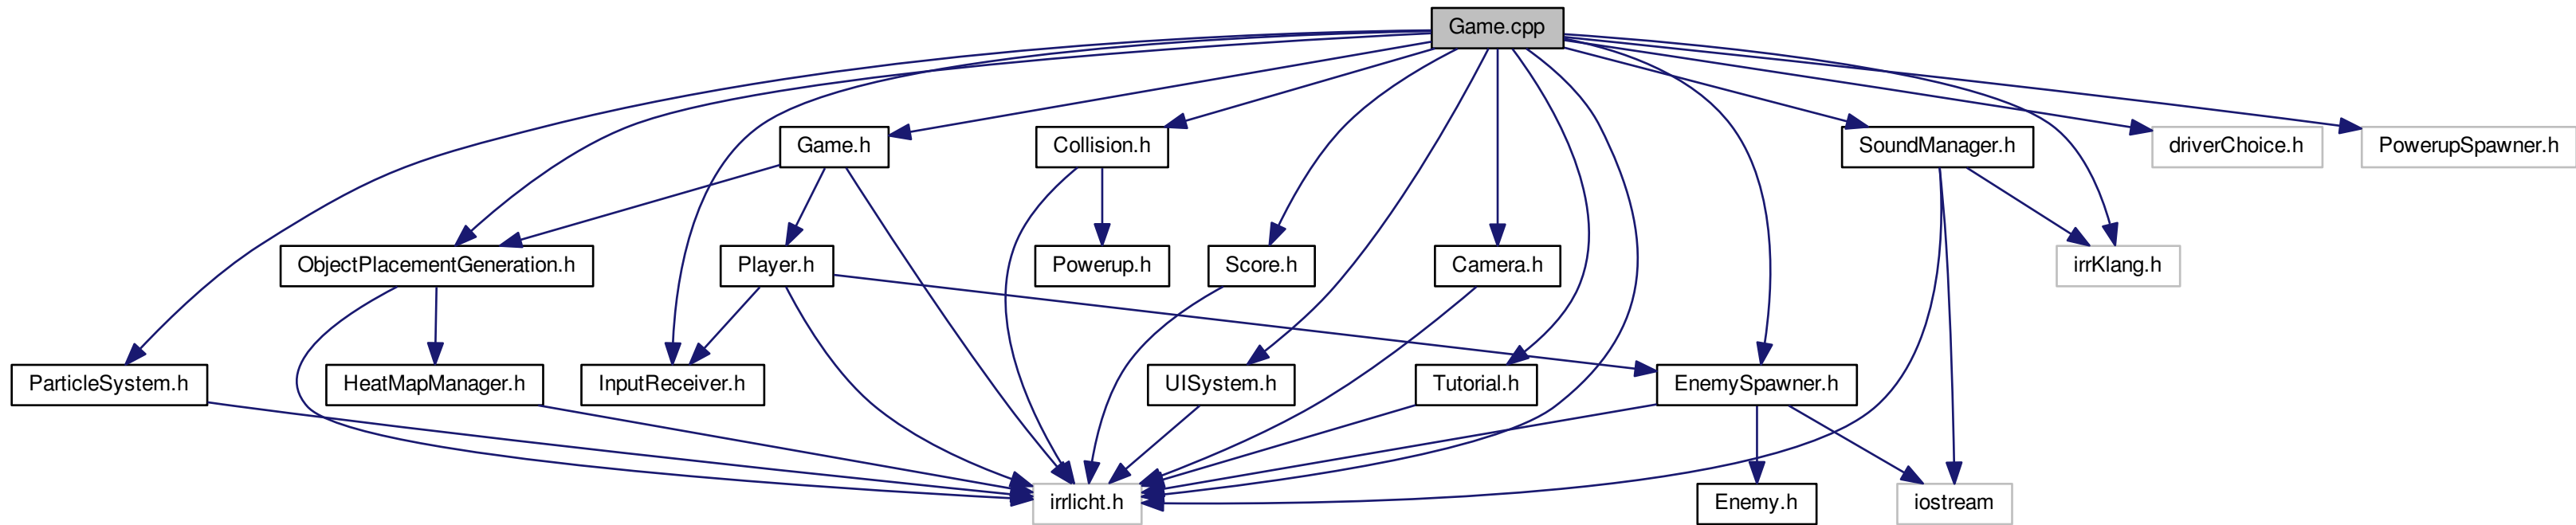 Game.cpp
Game.h
Collision.h
SoundManager.h
driverChoice.h
PowerupSpawner.h
ObjectPlacementGeneration.h
Player.h
Powerup.h
Score.h
Camera.h
irrKlang.h
ParticleSystem.h
HeatMapManager.h
InputReceiver.h
UISystem.h
Tutorial.h
EnemySpawner.h
irrlicht.h
Enemy.h
iostream